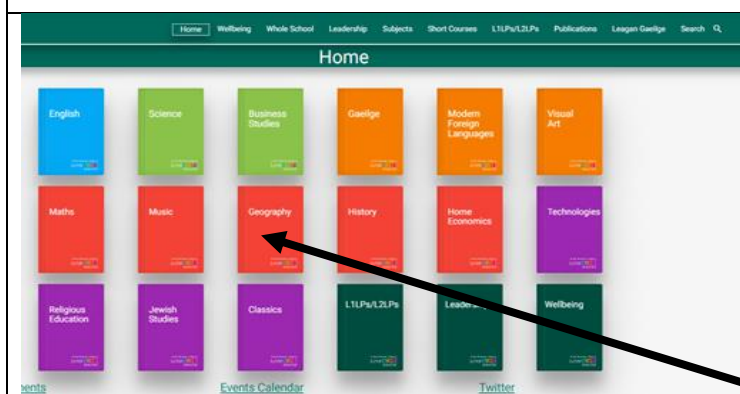 Home Wellbeing Whole School Leadership Subjects Short Courses L1LPs/L2LPs Publications Leagan Gaeilge Search
Home
English Science Business Studies Gaeilge Modern Foreign Languages Visual Art
Maths Music Geography History Home Economics Technologies
Religious Education Jewish Studies Classics L1LPs/L2LPs Wellbeing
Events Calendar Twitter